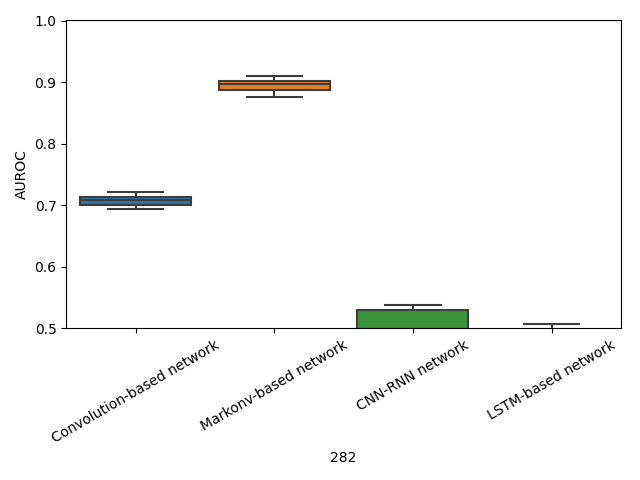 1.0
0.9
0.8
0.7
0.6
0.5
AUROC
Convolution-based network
Markonv-based network
CNN-RNN network
LSTM-based network
282